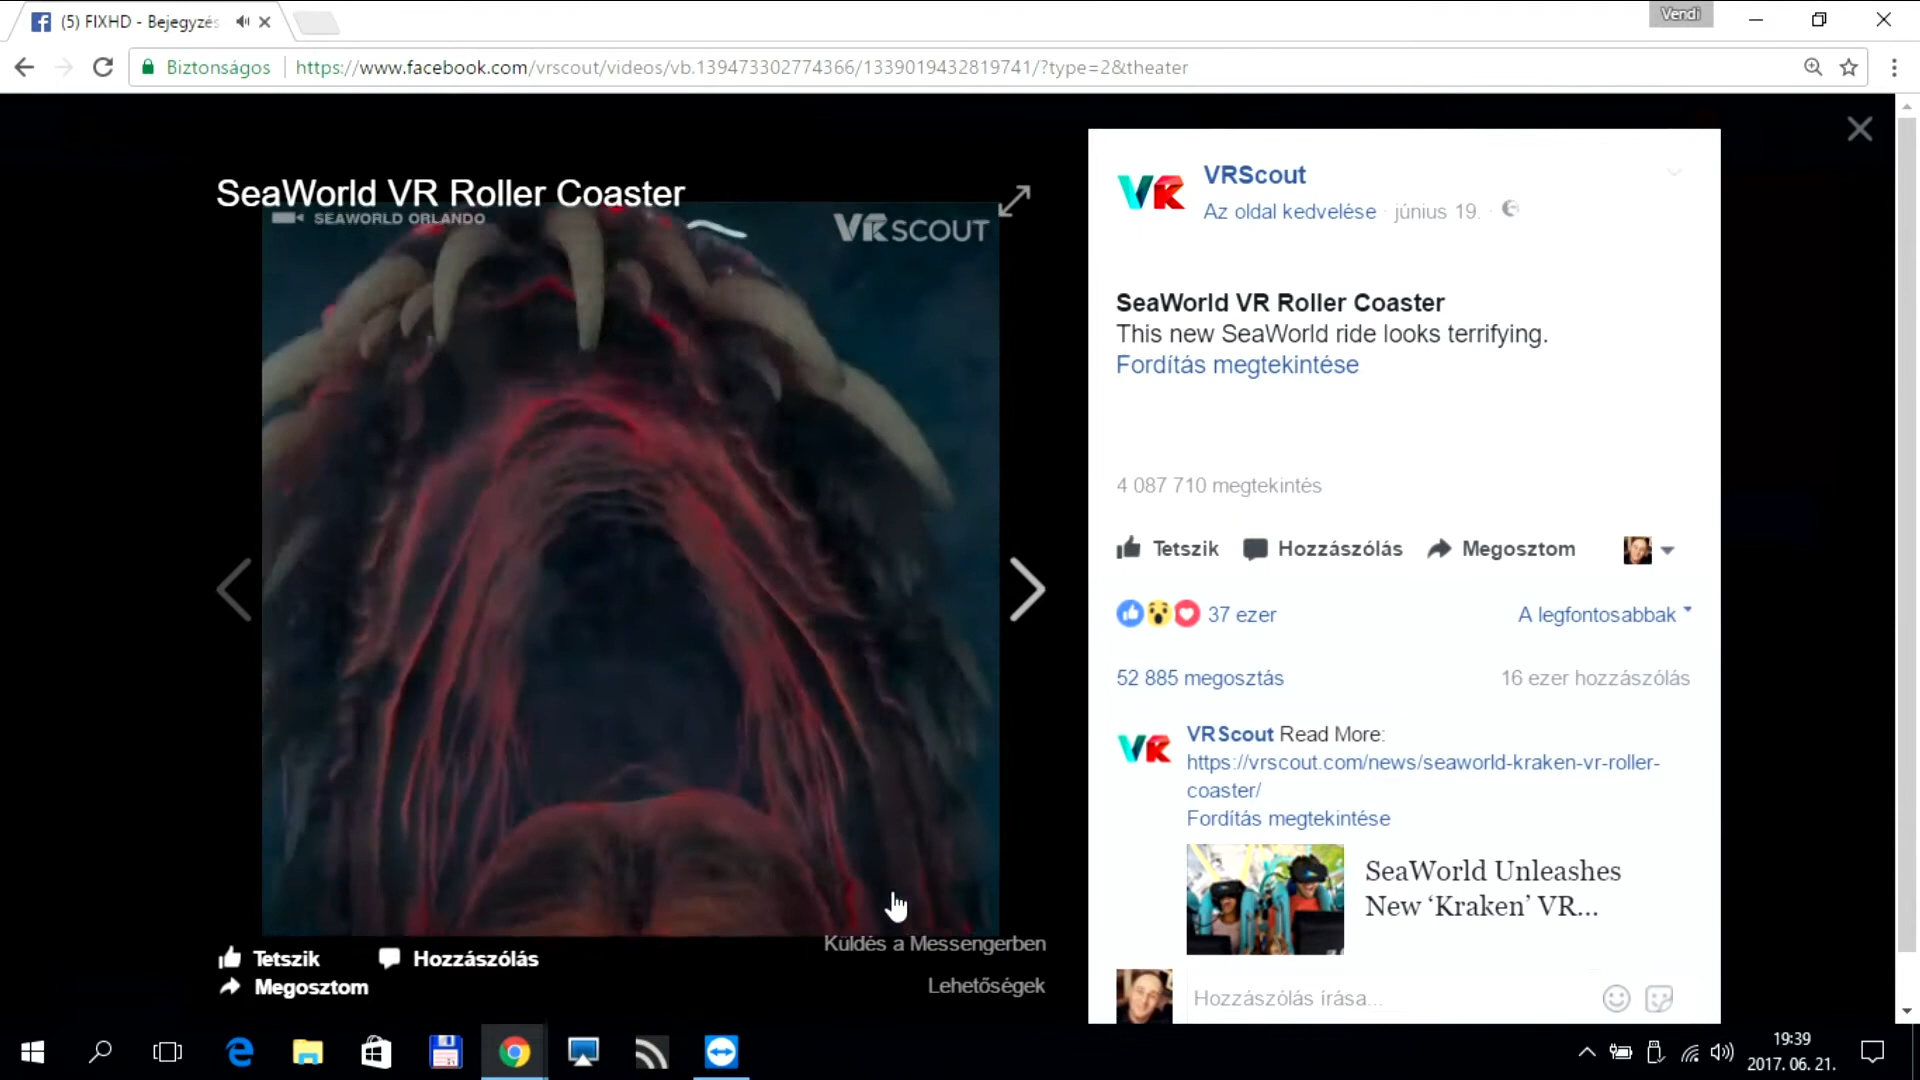 (5) FIXHD - Bejegyzés
Vendi
Biztonságos
https://www.facebook.com/vrscout/videos/vb.139473302774366/1339019432819741/?type=2&theater
SeaWorld VR Roller Coaster
SEAWORLD ORLANDO
VRSCOUT
Tetszik
Hozzászólás
Megosztom
Küldés a Messengerben
Lehetőségek
VR
VRScout
Az oldal kedvelése · június 19. ·
SeaWorld VR Roller Coaster
This new SeaWorld ride looks terrifying.
Fordítás megtekintése
4 087 710 megtekintés
Tetszik Hozzászólás Megosztom
37 ezer
A legfontosabbak
52 885 megosztás
16 ezer hozzászólás
VR
VRScout Read More:
https://vrscout.com/news/seaworld-kraken-vr-roller-
coaster/
Fordítás megtekintése
SeaWorld Unleashes
New ‘Kraken’ VR...
Hozzászólás írása...
19:39
2017. 06. 21.